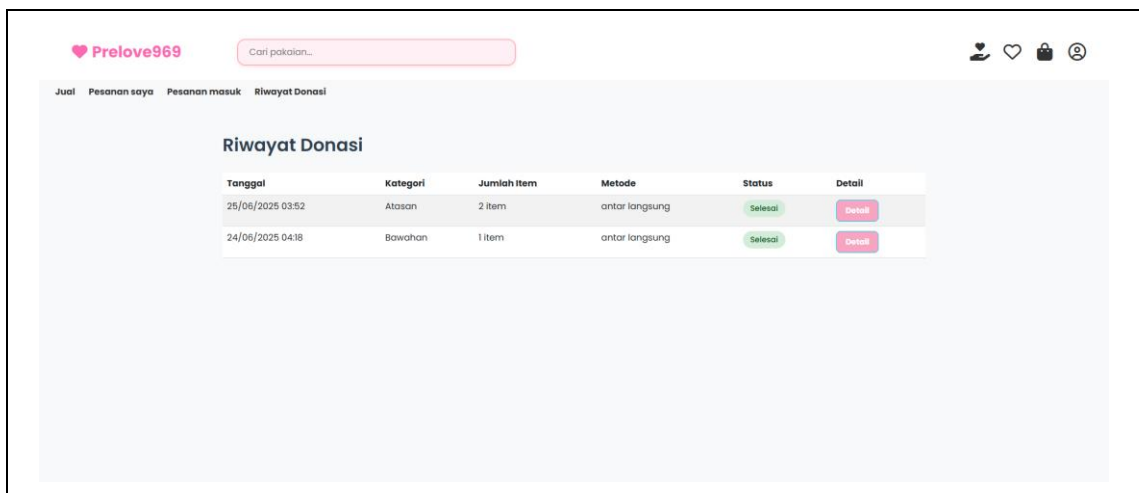 Prelove969 Cari pakaian...
Jual Pesanan saya Pesanan masuk Riwayat Donasi
Riwayat Donasi
Tanggal Kategori Jumlah Item Metode Status Detail
25/06/2025 03:52 Atasan 2 item antar langsung Selesai Detail
24/06/2025 04:18 Bawahan 1 item antar langsung Selesai Detail